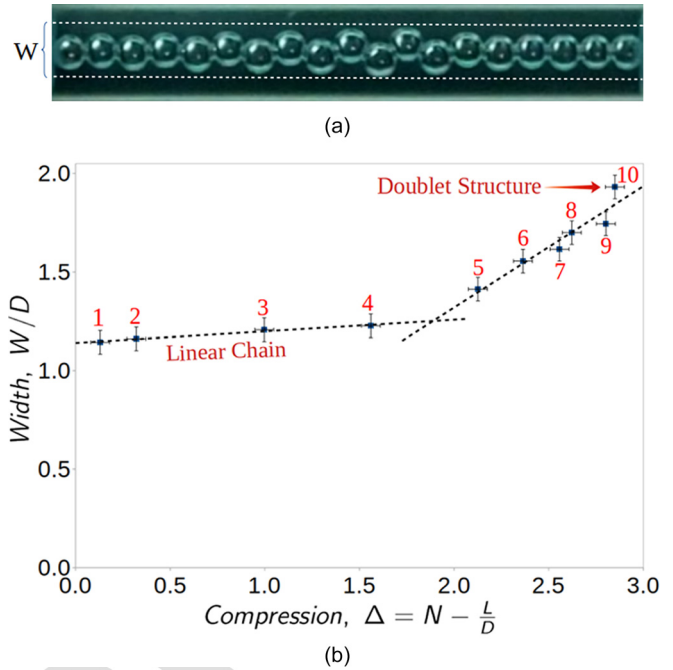 W
(a)
2.0
1.5
1.0
0.5
0.0
Width, W/D
Doublet Structure
10
8
9
6
7
5
1
2
3
4
Linear Chain
0.0 0.5 1.0 1.5 2.0 2.5 3.0
Compression, Δ = N − L/D
(b)